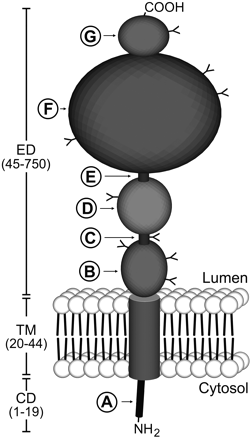 COOH
G
F
ED
(45-750)
E
D
C
B
Lumen
TM
(20-44)
Cytosol
CD
(1-19)
A
NH2